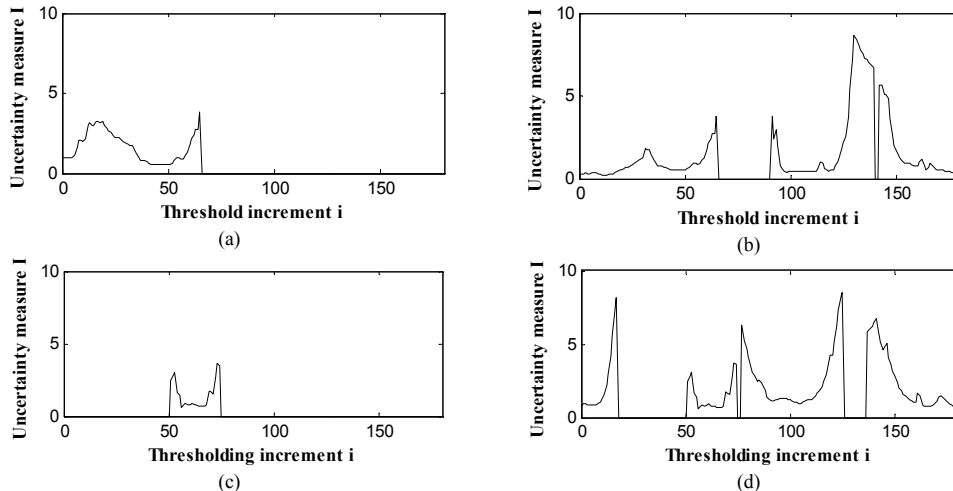 Uncertainty measure I
10
5
0
0 50 100 150
Threshold increment i
(a)
Uncertainty measure I
10
5
0
0 50 100 150
Threshold increment i
(b)
Uncertainty measure I
10
5
0
0 50 100 150
Thresholding increment i
(c)
Uncertainty measure I
10
5
0
0 50 100 150
Thresholding increment i
(d)